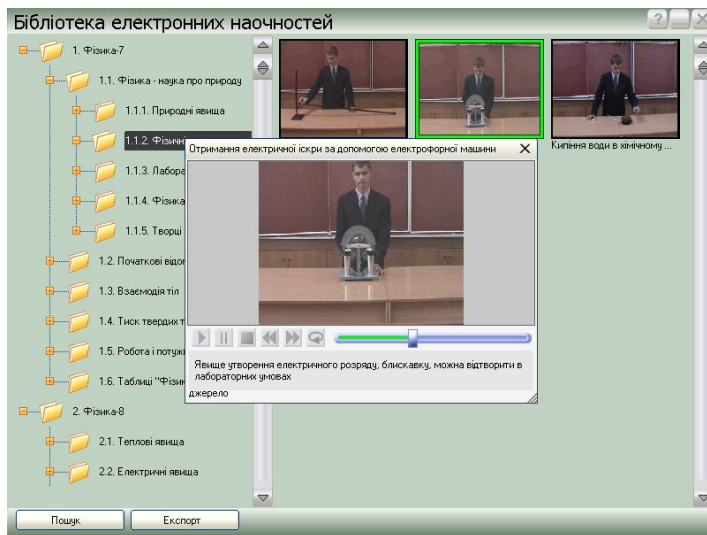 Бібліотека електронних наочностей
1. Фізика-7
1.1. Фізика - наука про природу
1.1.1. Природні явища
1.1.2. Фізичні
1.1.3. Лабора
1.1.4. Фізика
1.1.5. Творці
1.2. Початкові відом
1.3. Взаємодія тіл
1.4. Тиск твердих т
1.5. Робота і потужн
1.6. Таблиці "Фізик
2. Фізика-8
2.1. Теплові явища
2.2. Електричні явища
Кипіння води в хімічному ...
Отримання електричної іскри за допомогою електрофорної машини
Явище утворення електричного розряду, блискавку, можна відтворити в
лабораторних умовах
джерело
Пошук
Експорт